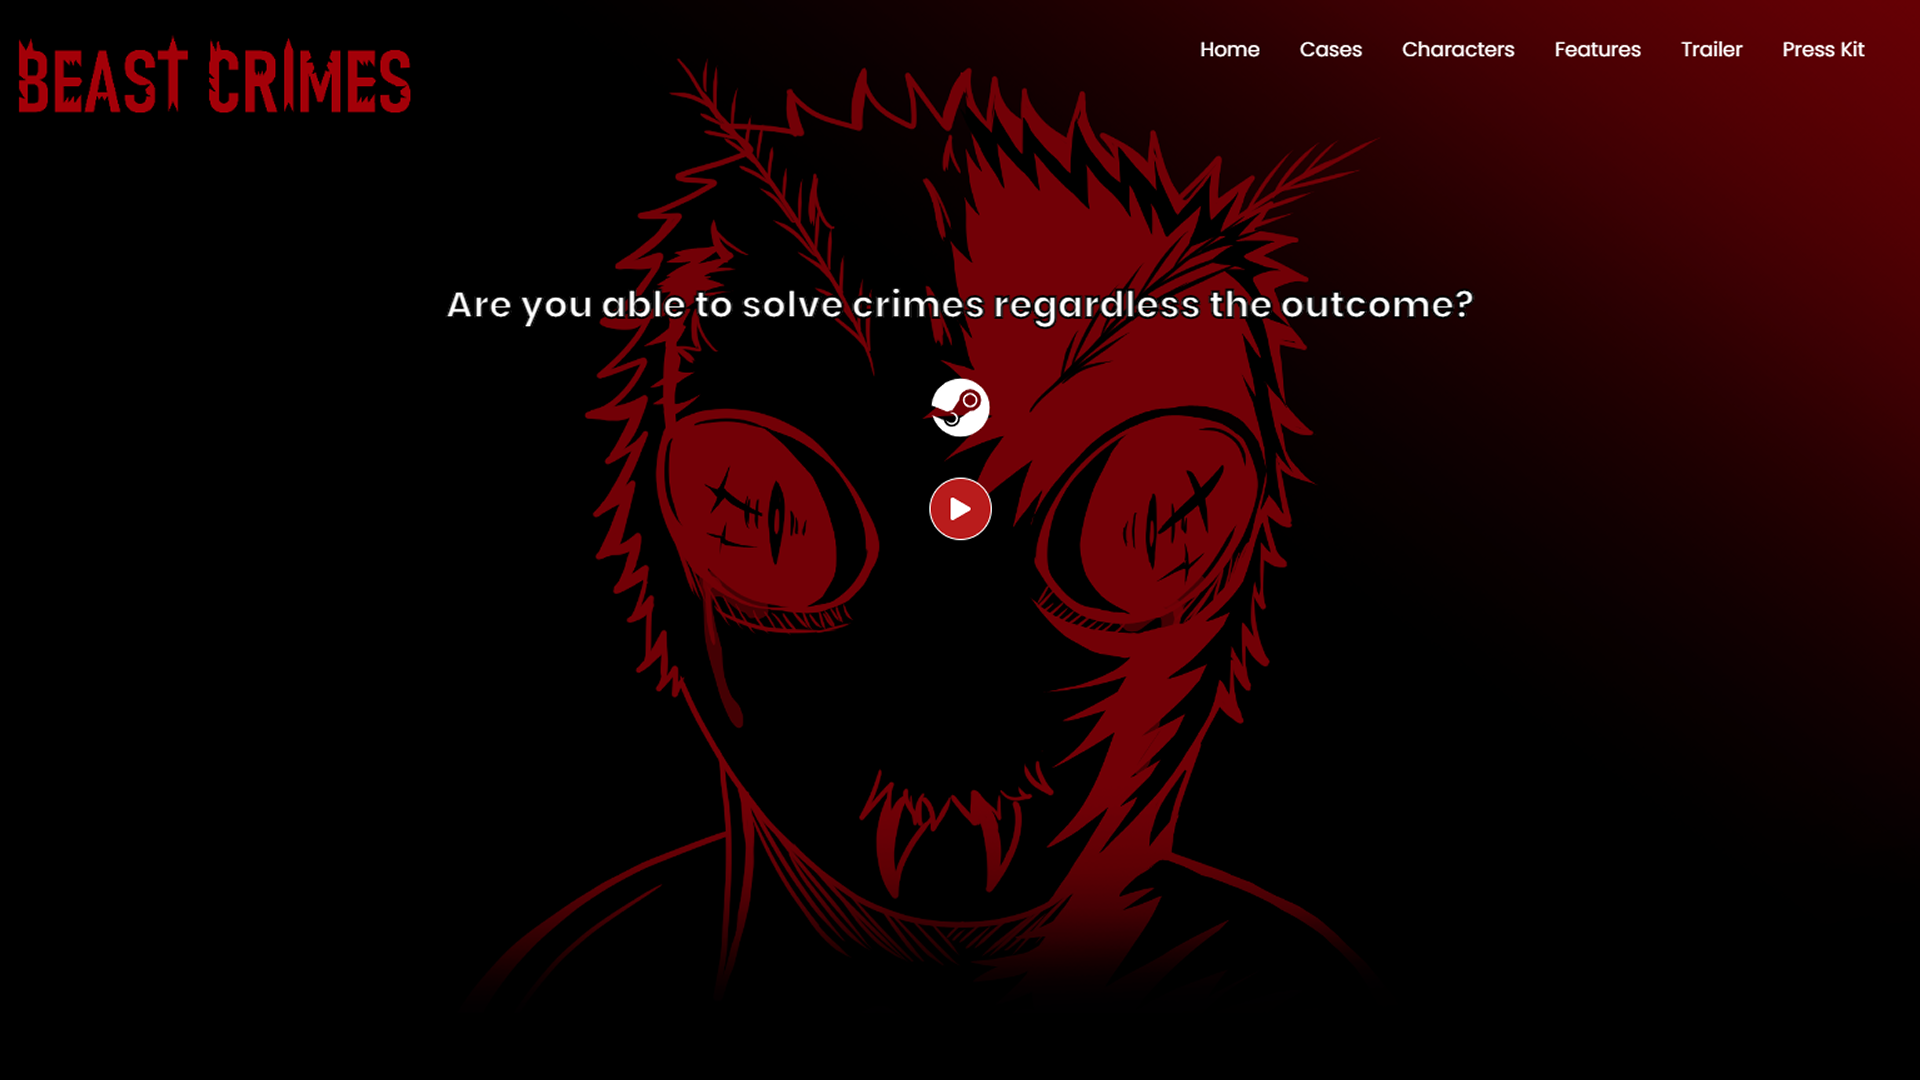 BEAST CRIMES
Home Cases Characters Features Trailer Press Kit
Are you able to solve crimes regardless the outcome?